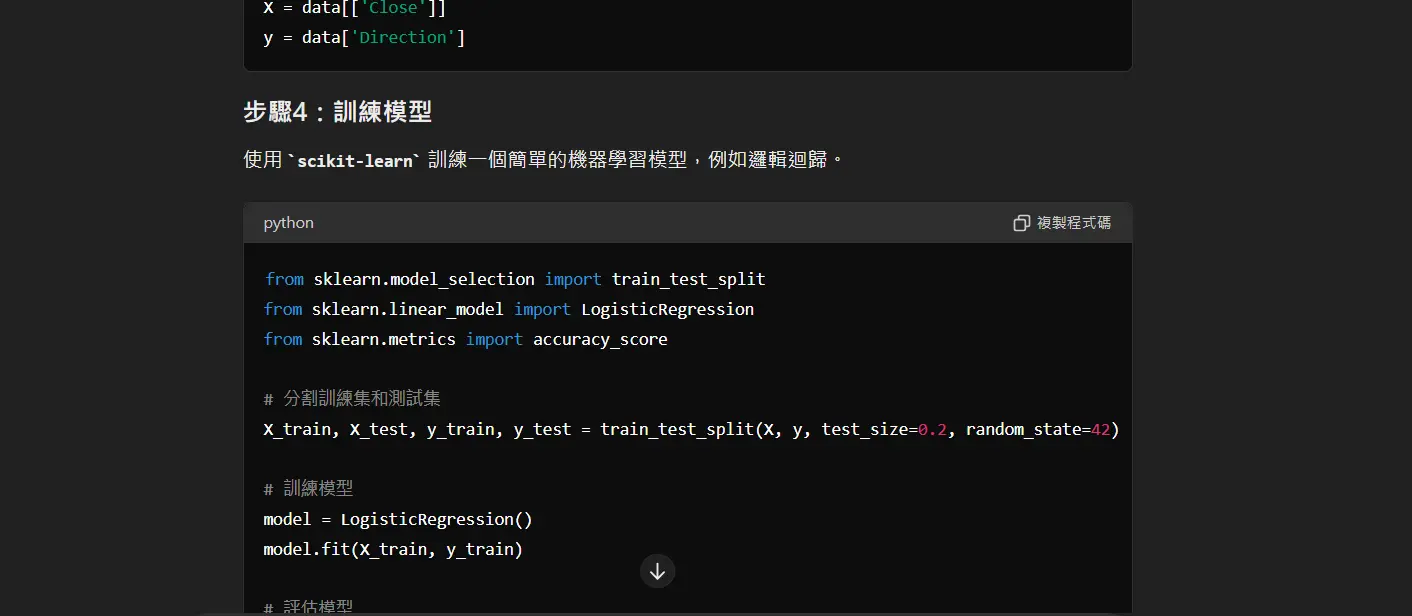 X = data[['Close']]
y = data['Direction']
步驟4：訓練模型
使用 `scikit-learn` 訓練一個簡單的機器學習模型，例如邏輯迴歸。
python
複製程式碼
from sklearn.model_selection import train_test_split
from sklearn.linear_model import LogisticRegression
from sklearn.metrics import accuracy_score
# 分割訓練集和測試集
X_train, X_test, y_train, y_test = train_test_split(X, y, test_size=0.2, random_state=42)
# 訓練模型
model = LogisticRegression()
model.fit(X_train, y_train)
# 評估模型